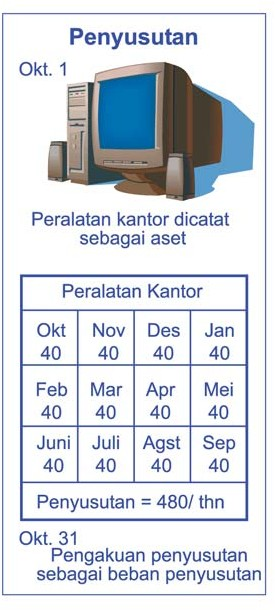 Penyusutan
Okt. 1
Peralatan kantor dicatat
sebagai aset
Peralatan Kantor
Okt Nov Des Jan
40 40 40 40
Feb Mar Apr Mei
40 40 40 40
Juni Juli Agst Sep
40 40 40 40
Penyusutan = 480/ thn
Okt. 31
Pengakuan penyusutan
sebagai beban penyusutan